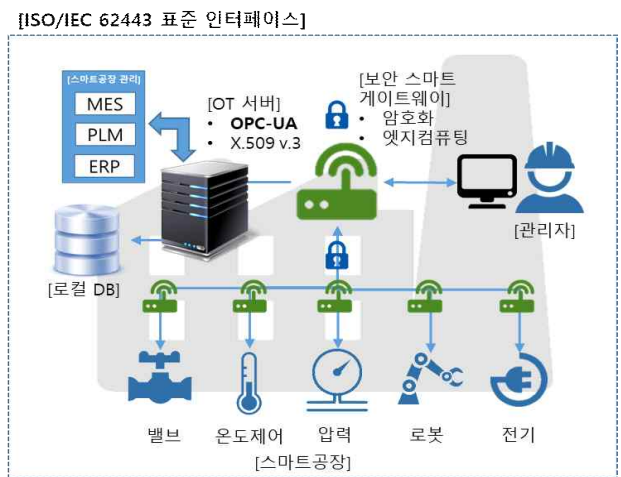 [ISO/IEC 62443 표준 인터페이스]
[스마트공장 관리]
MES
PLM
ERP
[OT 서버]
• OPC-UA
• X.509 v.3
[보안 스마트
게이트웨이]
• 암호화
• 엣지컴퓨팅
[관리자]
[로컬 DB]
밸브
온도제어
압력
로봇
전기
[스마트공장]